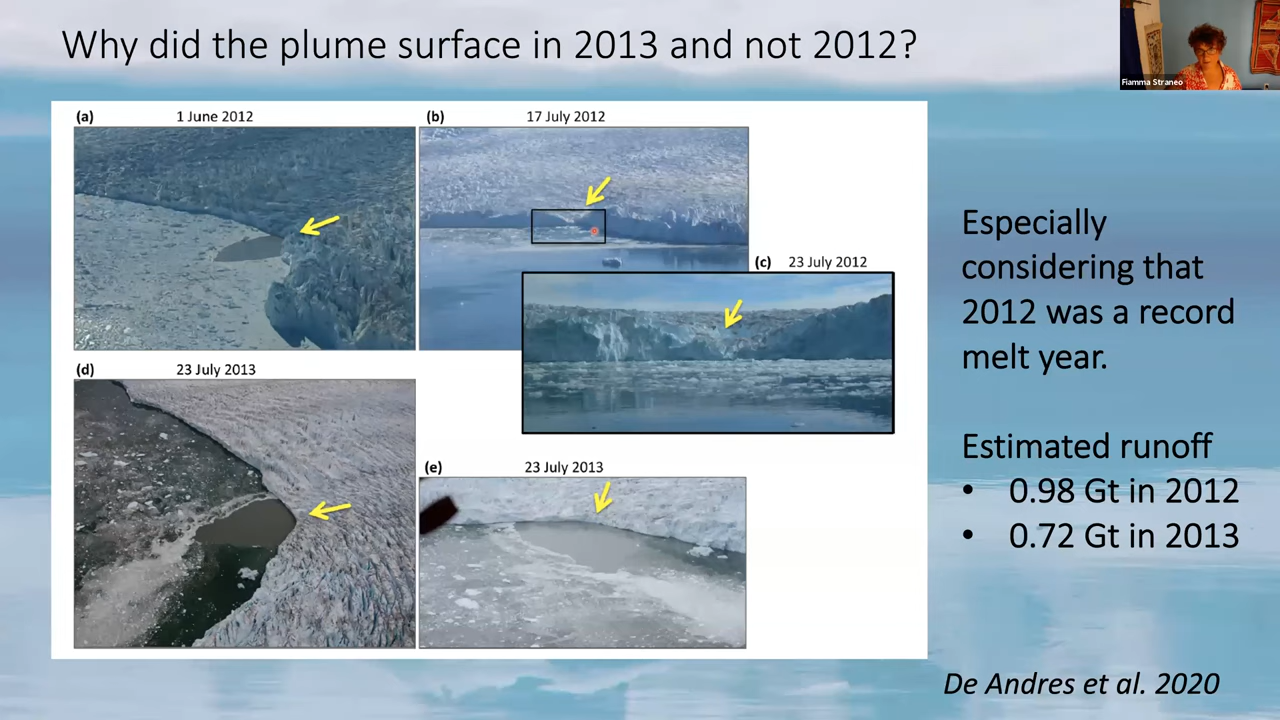 Why did the plume surface in 2013 and not 2012?
Fiamma Straneo
(a) 1 June 2012
(b) 17 July 2012
(c) 23 July 2012
(d) 23 July 2013
(e) 23 July 2013
Especially
considering that
2012 was a record
melt year.
Estimated runoff
• 0.98 Gt in 2012
• 0.72 Gt in 2013
De Andres et al. 2020